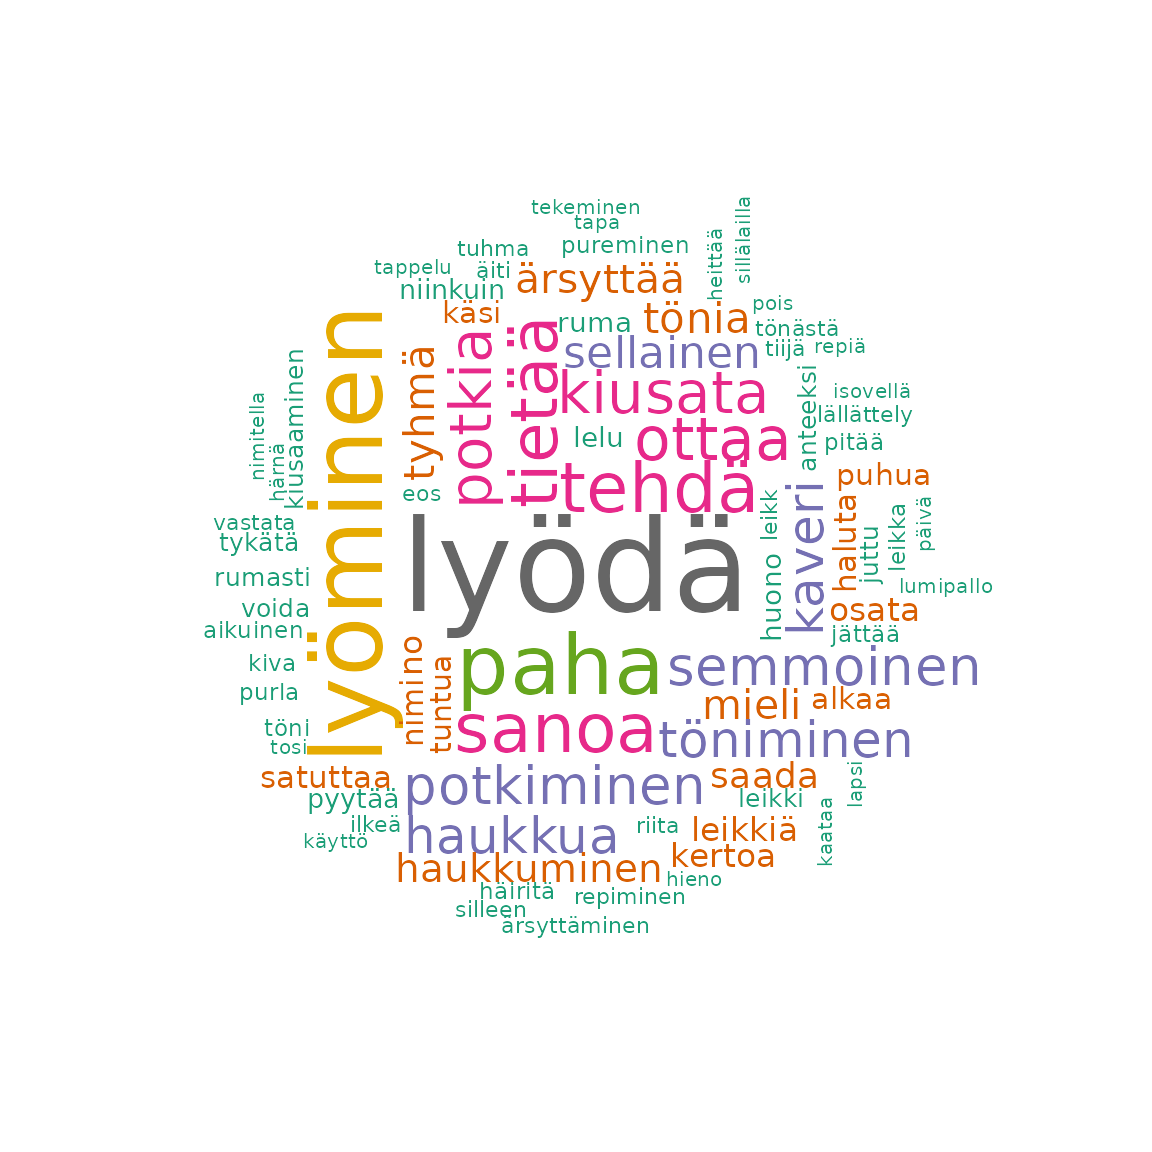 tekeminen
tapa
tuhma
pureminen
heittää
sillälailla
tappelu
äiti
ärsyttää
niinkuin
käsi
ruma
tönia
pois
tönästä
lyöminen
tyhmä
potkia
tietää
sellainen
tiijä
repiä
kiusaaminen
kiusata
anteeksi
isovellä
nimitella
härnä
lelu
ottaa
lällättely
pitää
eos
tehdä
leikk
kaveri
puhua
vastata
tykätä
lyödä
huono
haluta
juttu
leikka
päivä
rumasti
lumipallo
voida
osata
aikuinen
jättää
kiva
nimino
tuntua
paha
semmoinen
purla
mieli
alkaa
töni
sanoa
töniminen
tosi
satuttaa
potkiminen
saada
lapsi
pyytää
leikki
ilkeä
haukkua
riita
leikkiä
kaataa
käyttö
haukkuminen
kertoa
häiritä
repiminen
hieno
silleen
ärsyttäminen